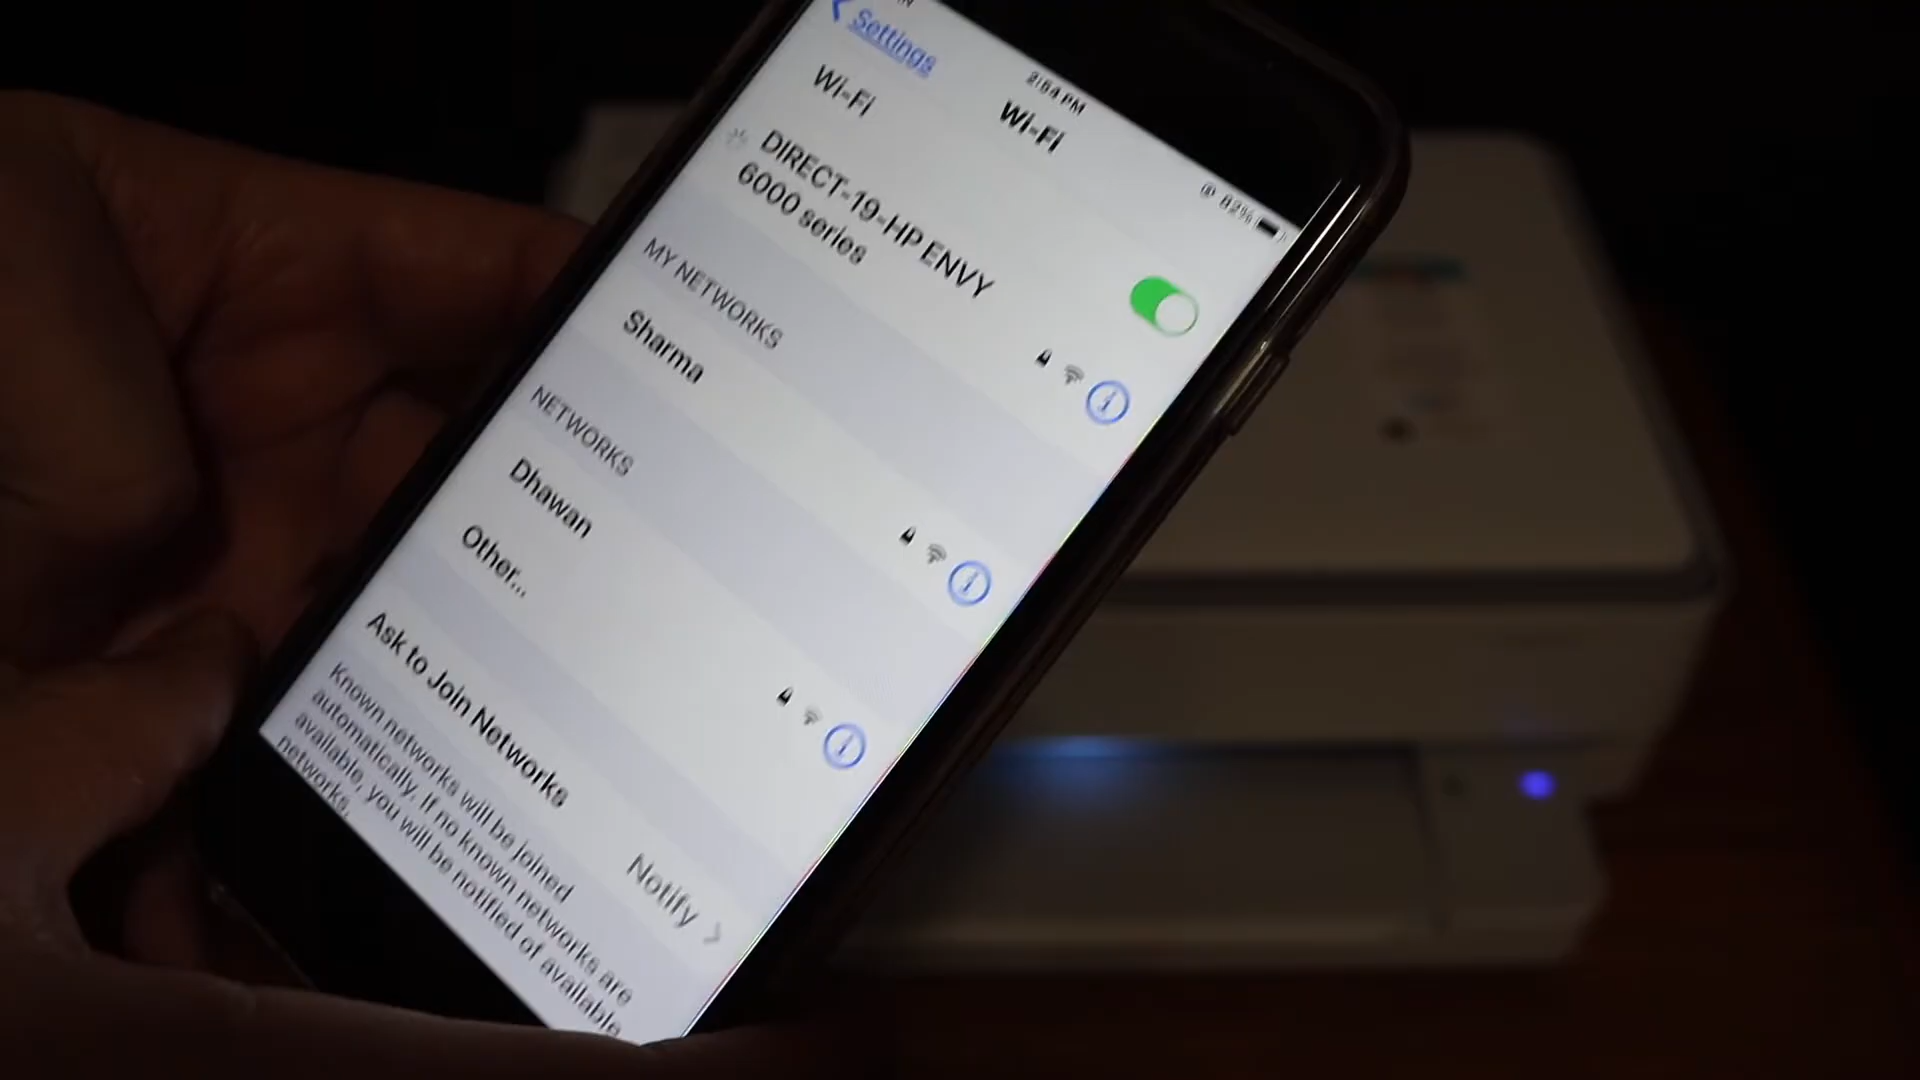 Settings
2:54 PM
82%
Wi-Fi
Wi-Fi
DIRECT-19-HP ENVY
6000 series
MY NETWORKS
Sharma
NETWORKS
Dhawan
Other...
Ask to Join Networks
Notify
Known networks will be joined
automatically. If no known networks are
available, you will be notified of available
networks.